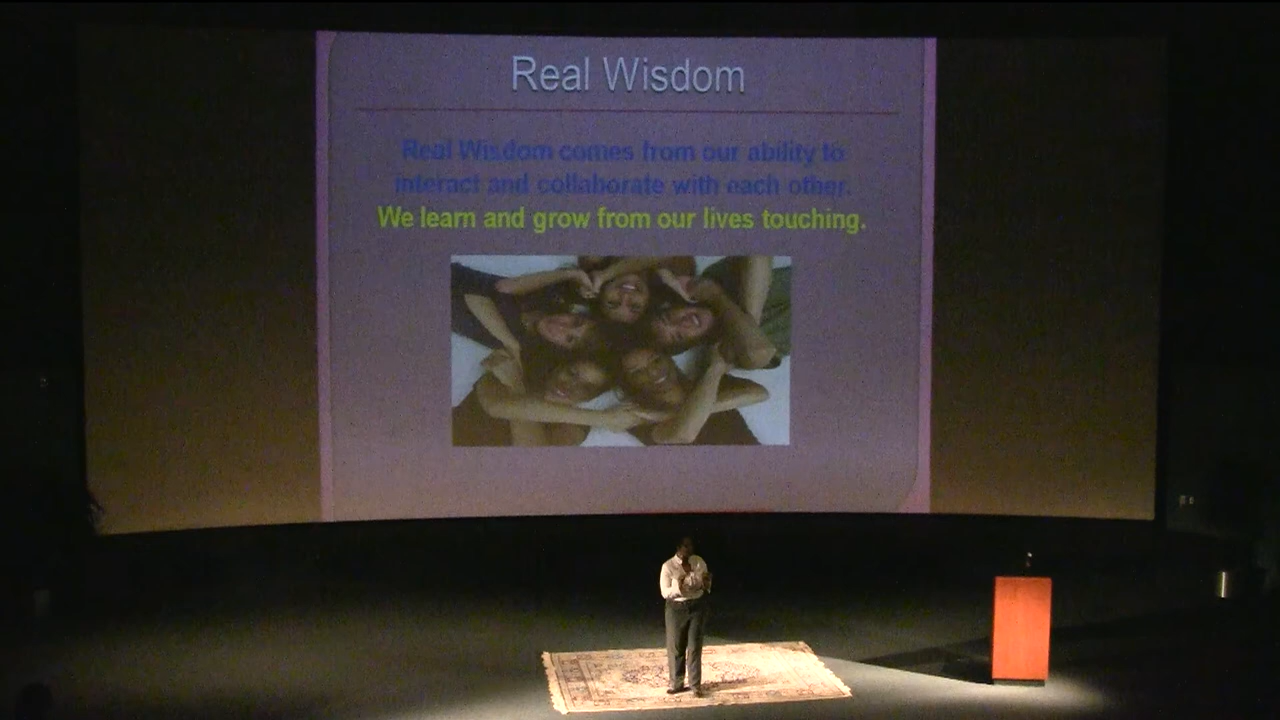 Real Wisdom
Real Wisdom comes from our ability to
interact and collaborate with each other.
We learn and grow from our lives touching.